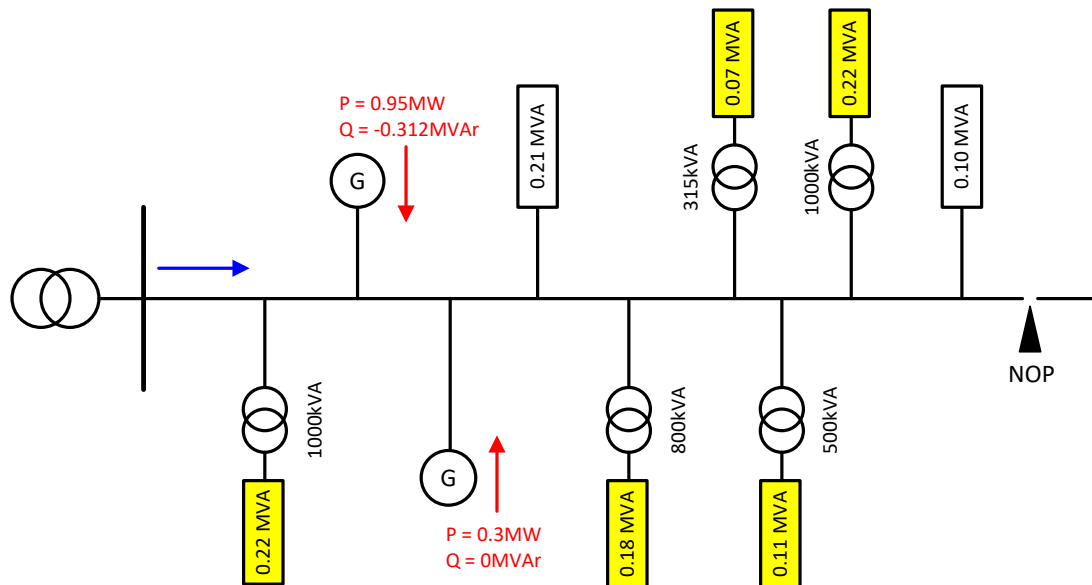 P = 0.95MW
Q = -0.312MVAr
G
0.21 MVA
315kVA
0.07 MVA
1000kVA
0.22 MVA
0.10 MVA
NOP
1000kVA
0.22 MVA
G
P = 0.3MW
Q = 0MVAr
800kVA
0.18 MVA
500kVA
0.11 MVA